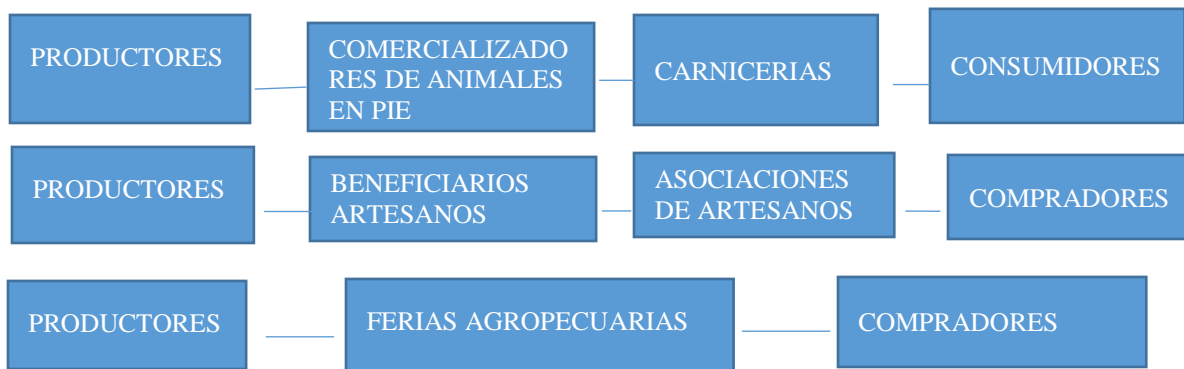 PRODUCTORES
COMERCIALIZADO
RES DE ANIMALES
EN PIE
CARNICERIAS
CONSUMIDORES
PRODUCTORES
BENEFICIARIOS
ARTESANOS
ASOCIACIONES
DE ARTESANOS
COMPRADORES
PRODUCTORES
FERIAS AGROPECUARIAS
COMPRADORES